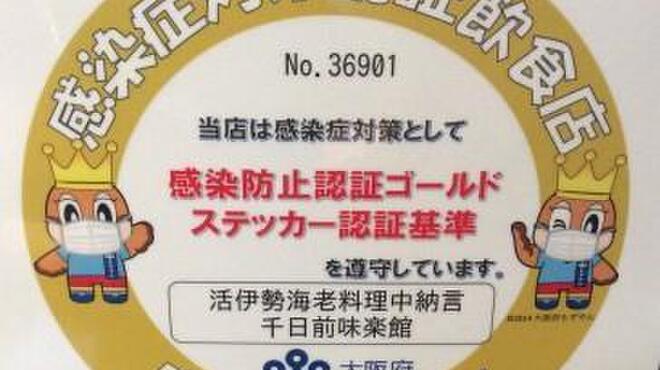 感染症対策認証飲食店
No.36901
当店は感染症対策として
感染防止認証ゴールド
ステッカー認証基準
を遵守しています。
活伊勢海老料理中納言
千日前味楽館
大阪府